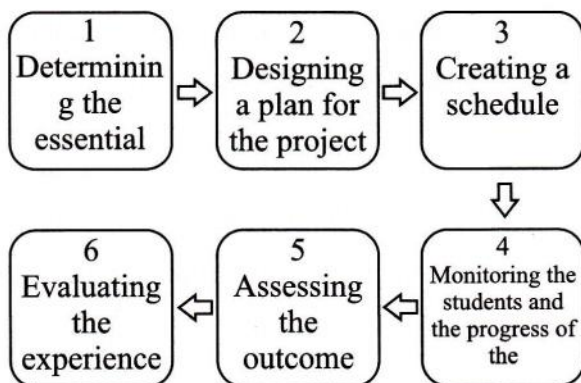 1
Determinin
g the
essential
2
Designing
a plan for
the project
3
Creating a
schedule
4
Monitoring the
students and
the progress of
the
5
Assessing
the
outcome
6
Evaluating
the
experience